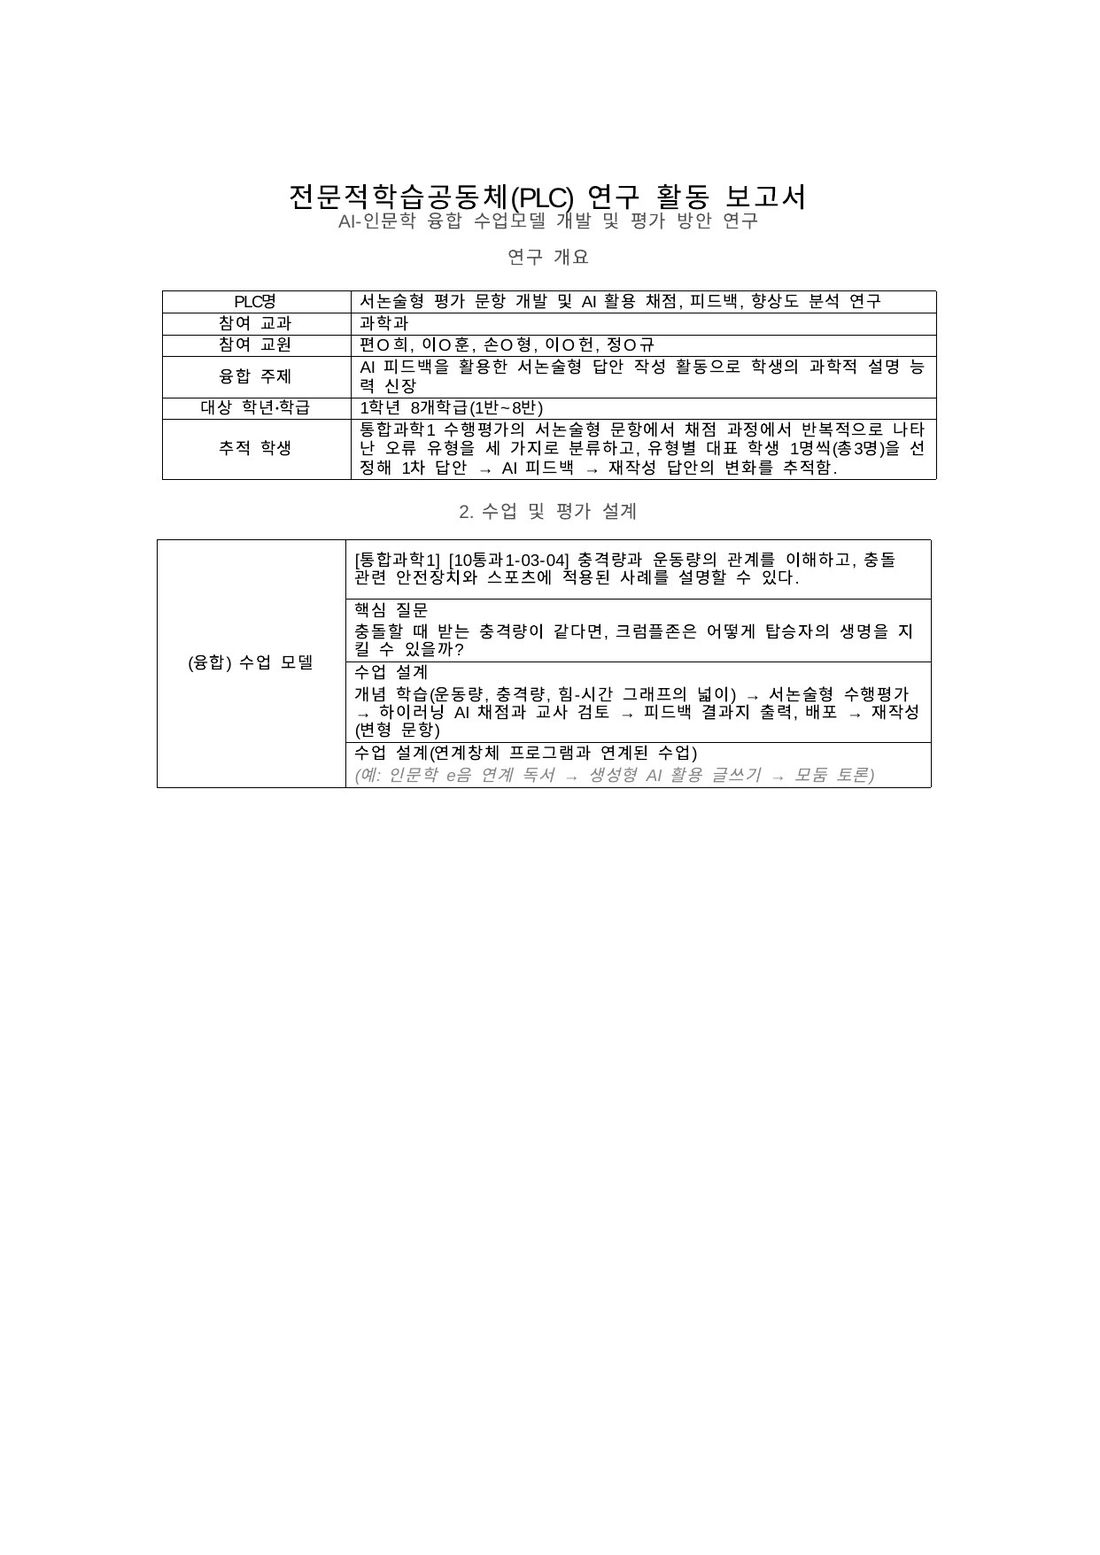 전문적학습공동체(PLC) 연구 활동 보고서
AI-인문학 융합 수업모델 개발 및 평가 방안 연구
연구 개요
PLC명
서논술형 평가 문항 개발 및 AI 활용 채점, 피드백, 향상도 분석 연구
참여 교과
과학과
참여 교원
편O희, 이O훈, 손O형, 이O헌, 정O규
융합 주제
AI 피드백을 활용한 서논술형 답안 작성 활동으로 학생의 과학적 설명 능
력 신장
대상 학년·학급
1학년 8개학급(1반~8반)
추적 학생
통합과학1 수행평가의 서논술형 문항에서 채점 과정에서 반복적으로 나타
난 오류 유형을 세 가지로 분류하고, 유형별 대표 학생 1명씩(총3명)을 선
정해 1차 답안 → AI 피드백 → 재작성 답안의 변화를 추적함.
2. 수업 및 평가 설계
(융합) 수업 모델
[통합과학1] [10통과1-03-04] 충격량과 운동량의 관계를 이해하고, 충돌
관련 안전장치와 스포츠에 적용된 사례를 설명할 수 있다.
핵심 질문
충돌할 때 받는 충격량이 같다면, 크럼플존은 어떻게 탑승자의 생명을 지
킬 수 있을까?
수업 설계
개념 학습(운동량, 충격량, 힘-시간 그래프의 넓이) → 서논술형 수행평가
→ 하이러닝 AI 채점과 교사 검토 → 피드백 결과지 출력, 배포 → 재작성
(변형 문항)
수업 설계(연계창체 프로그램과 연계된 수업)
(예: 인문학 e음 연계 독서 → 생성형 AI 활용 글쓰기 → 모둠 토론)